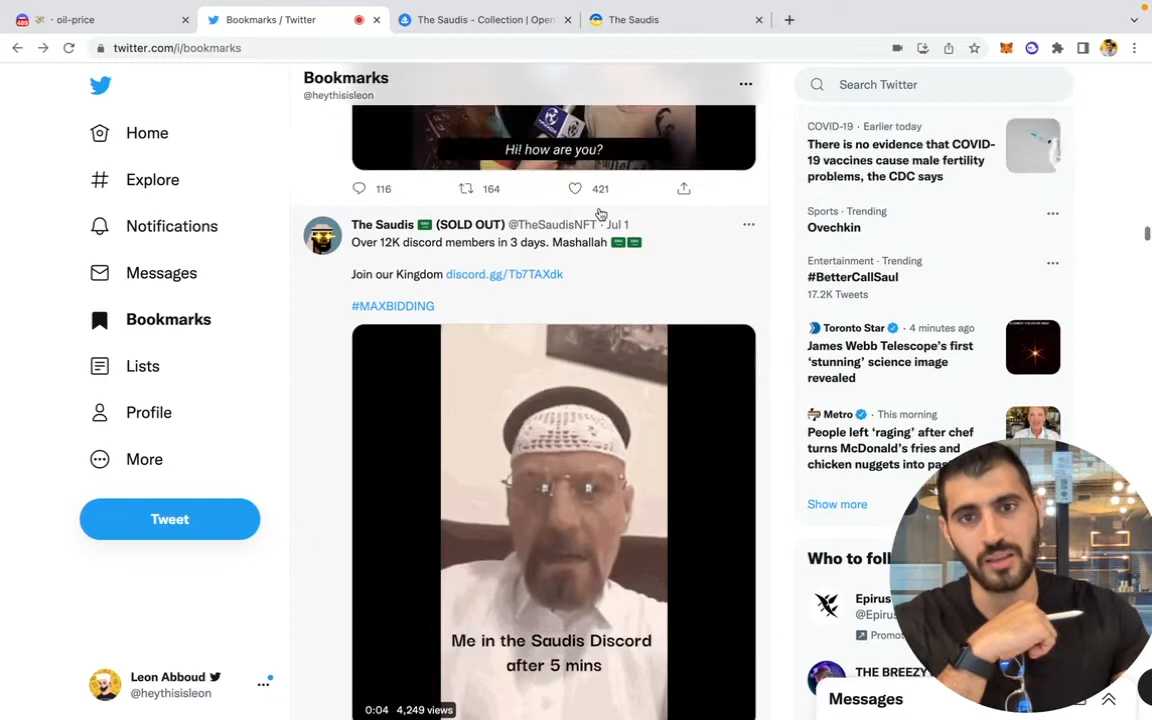 · oil-price
Bookmarks / Twitter
The Saudis - Collection | Open
The Saudis
twitter.com/i/bookmarks
Home
Explore
Notifications
Messages
Bookmarks
Lists
Profile
More
Tweet
Leon Abboud
@heythisisleon
Bookmarks
@heythisisleon
Hi! how are you?
116
164
421
The Saudis (SOLD OUT) @TheSaudisNFT · Jul 1
Over 12K discord members in 3 days. Mashallah
Join our Kingdom discord.gg/Tb7TAXdk
#MAXBIDDING
Me in the Saudis Discord
after 5 mins
0:04 4,249 views
Search Twitter
COVID-19 · Earlier today
There is no evidence that COVID-
19 vaccines cause male fertility
problems, the CDC says
Sports · Trending
Ovechkin
Entertainment · Trending
#BetterCallSaul
17.2K Tweets
Toronto Star · 4 minutes ago
James Webb Telescope's first
'stunning' science image
revealed
Metro · This morning
People left 'raging' after chef
turns McDonald's fries and
chicken nuggets into pas
Show more
Who to foll
Epirus
@Epirus
Promo
THE BREEZY
Messages